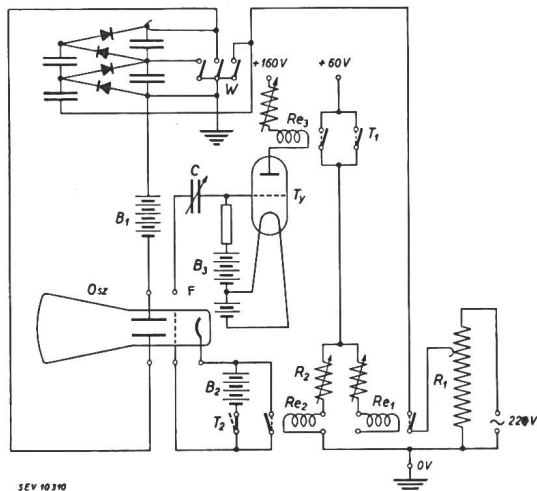 W
+160V
+60V
Re3
T1
C
Ty
B1
B3
Osz
F
R2
R1
B2
Re2
Re1
T2
~ 220V
0V
SEV 10310